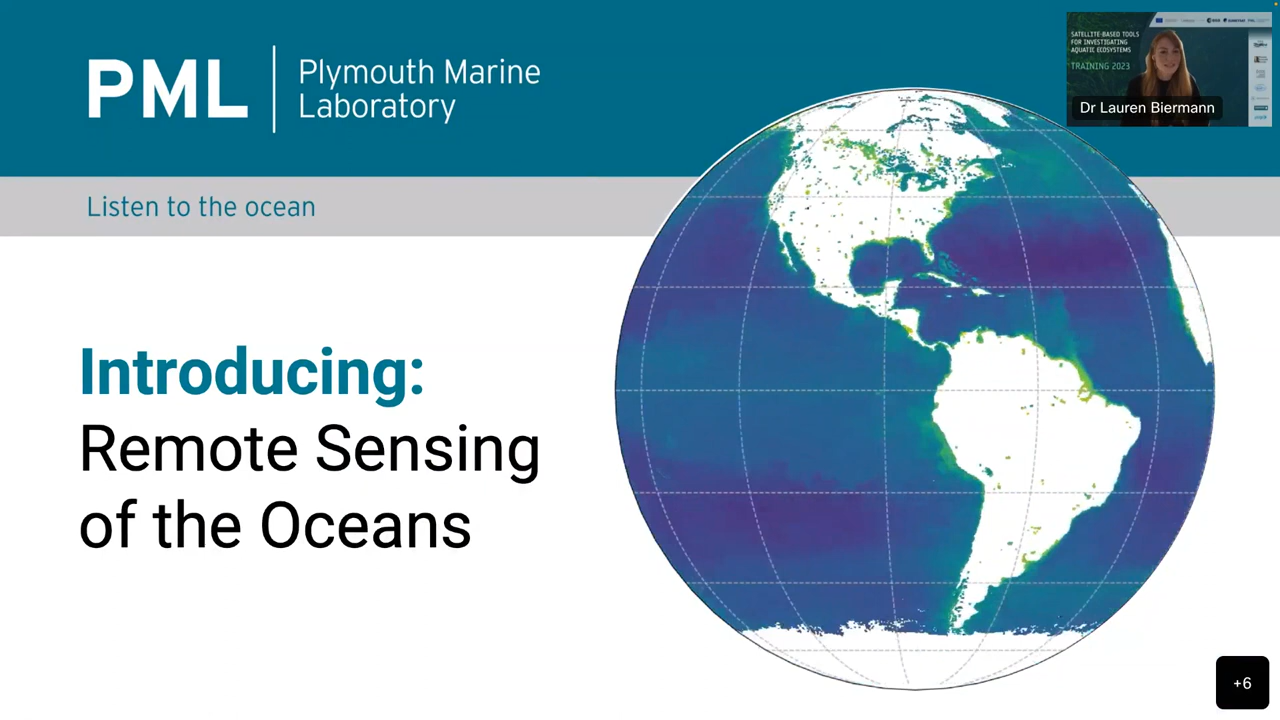 PML
Plymouth Marine
Laboratory
Listen to the ocean
Introducing:
Remote Sensing
of the Oceans
SATELLITE-BASED TOOLS
FOR INVESTIGATING
AQUATIC ECOSYSTEMS
TRAINING 2023
Dr Lauren Biermann
+6